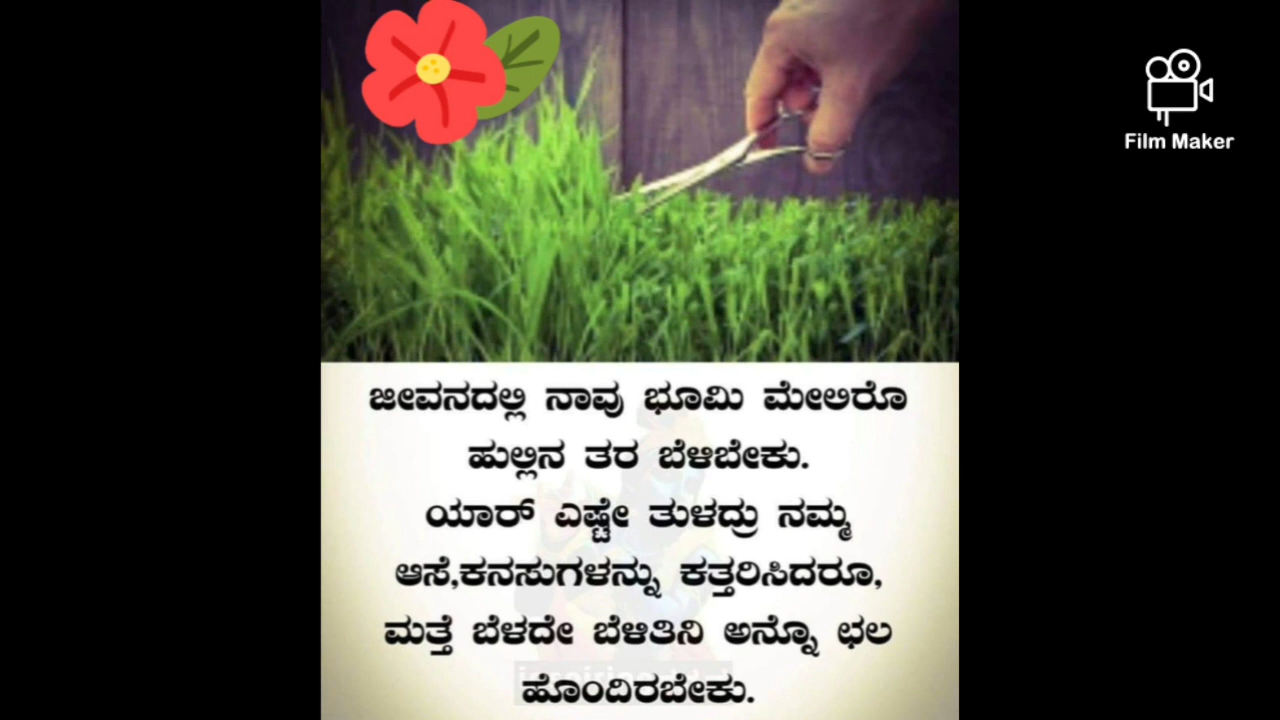 Film Maker
ಜೀವನದಲ್ಲಿ ನಾವು ಭೂಮಿ ಮೇಲಿರೊ
ಹುಲ್ಲಿನ ತರ ಬೆಳಿಬೇಕು.
ಯಾರ್ ಎಷ್ಟೇ ತುಳದ್ರು ನಮ್ಮ
ಆಸೆ,ಕನಸುಗಳನ್ನು ಕತ್ತರಿಸಿದರೂ,
ಮತ್ತೆ ಬೆಳದೇ ಬೆಳಿತಿನಿ ಅನ್ನೊ ಛಲ
ಹೊಂದಿರಬೇಕು.